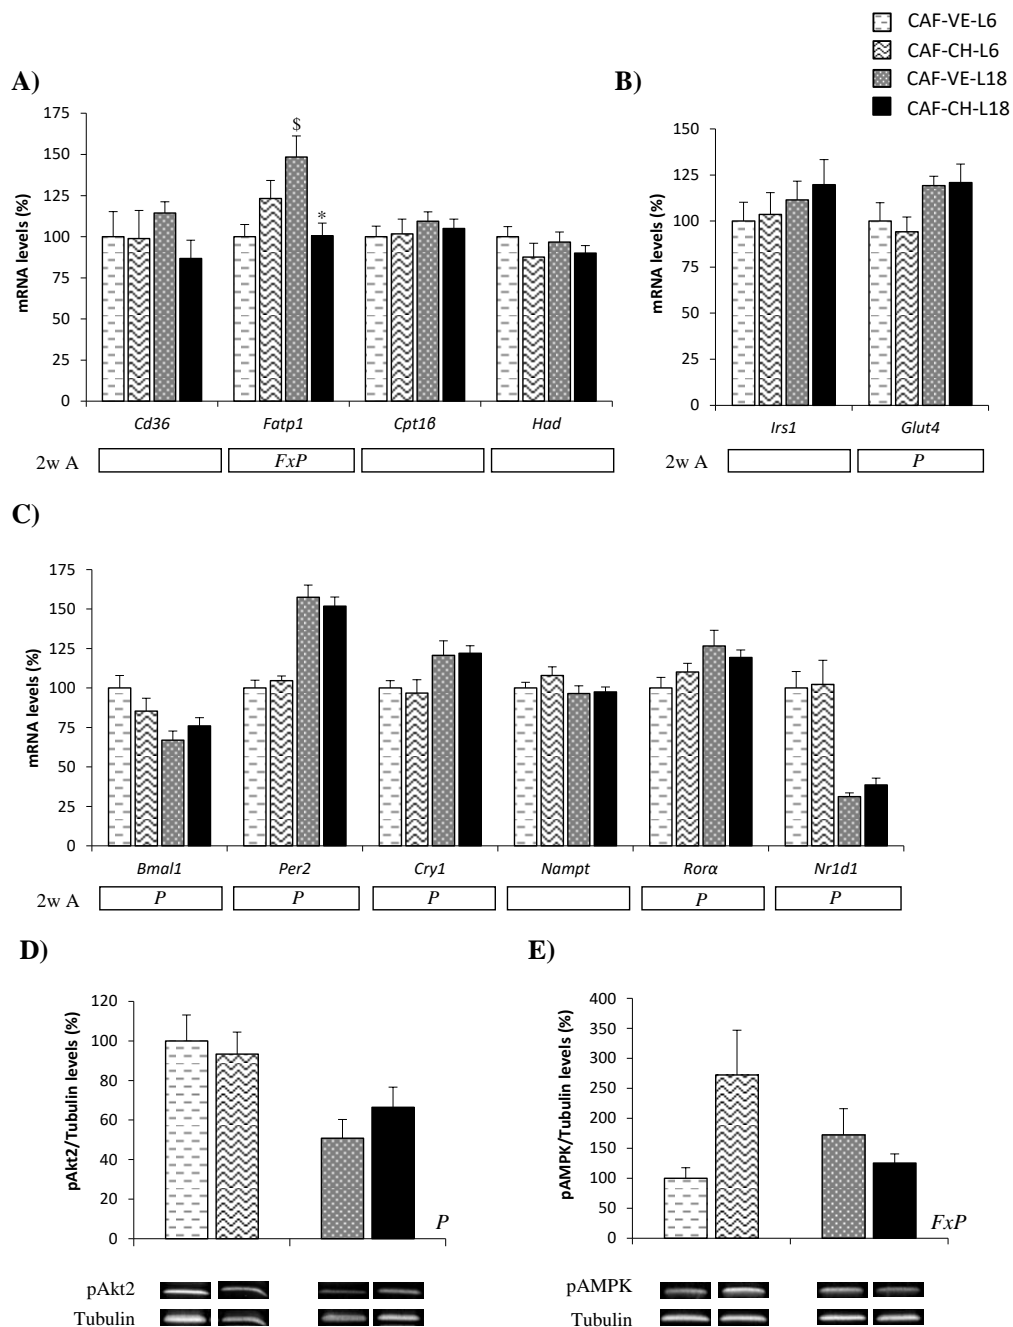 CAF-VE-L6
CAF-CH-L6
CAF-VE-L18
CAF-CH-L18
A)
mRNA levels (%)
175
150
125
100
75
50
25
0
$
*
Cd36 Fatp1 Cpt1β Had
2w A FxP
B)
mRNA levels (%)
150
125
100
75
50
25
0
Irs1 Glut4
2w A P
C)
mRNA levels (%)
175
150
125
100
75
50
25
0
Bmal1 Per2 Cry1 Nampt Rorα Nr1d1
2w A P P P P P
D)
pAkt2/Tubulin levels (%)
120
100
80
60
40
20
0
P
pAkt2
Tubulin
E)
pAMPK/Tubulin levels (%)
400
350
300
250
200
150
100
50
0
FxP
pAMPK
Tubulin